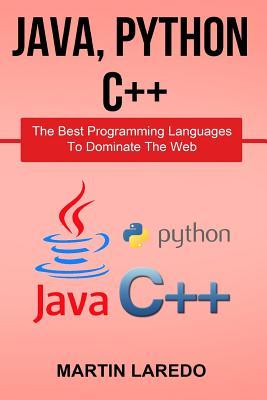 JAVA, PYTHON
C++
The Best Programming Languages
To Dominate The Web
python
Java
C++
MARTIN LAREDO